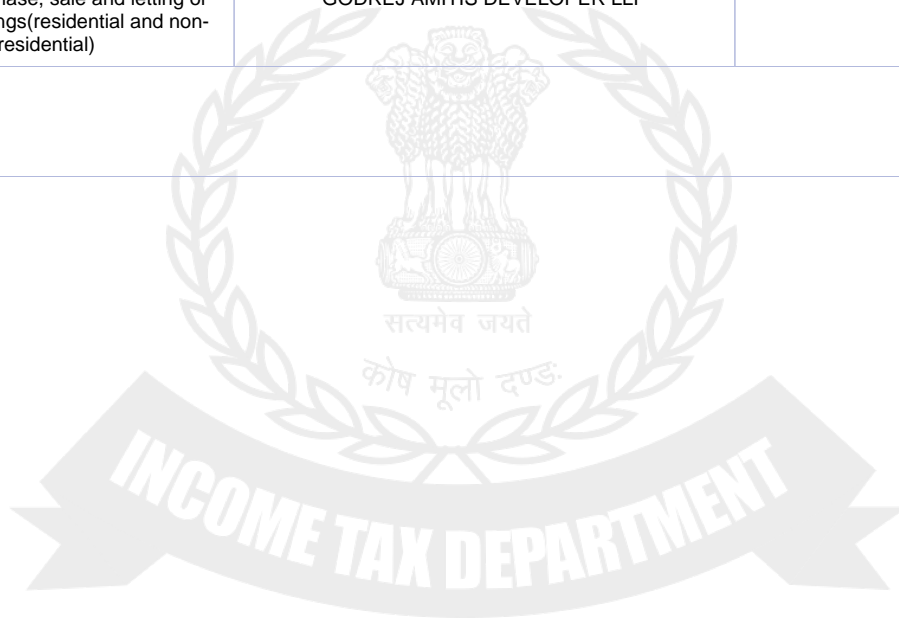 hase, sale and letting of
ngs(residential and non-
residential)
GODREJ AMITIS DEVELOPER LLP
सत्यमेव जयते
कोष मूलो दण्डः
INCOME TAX DEPARTMENT